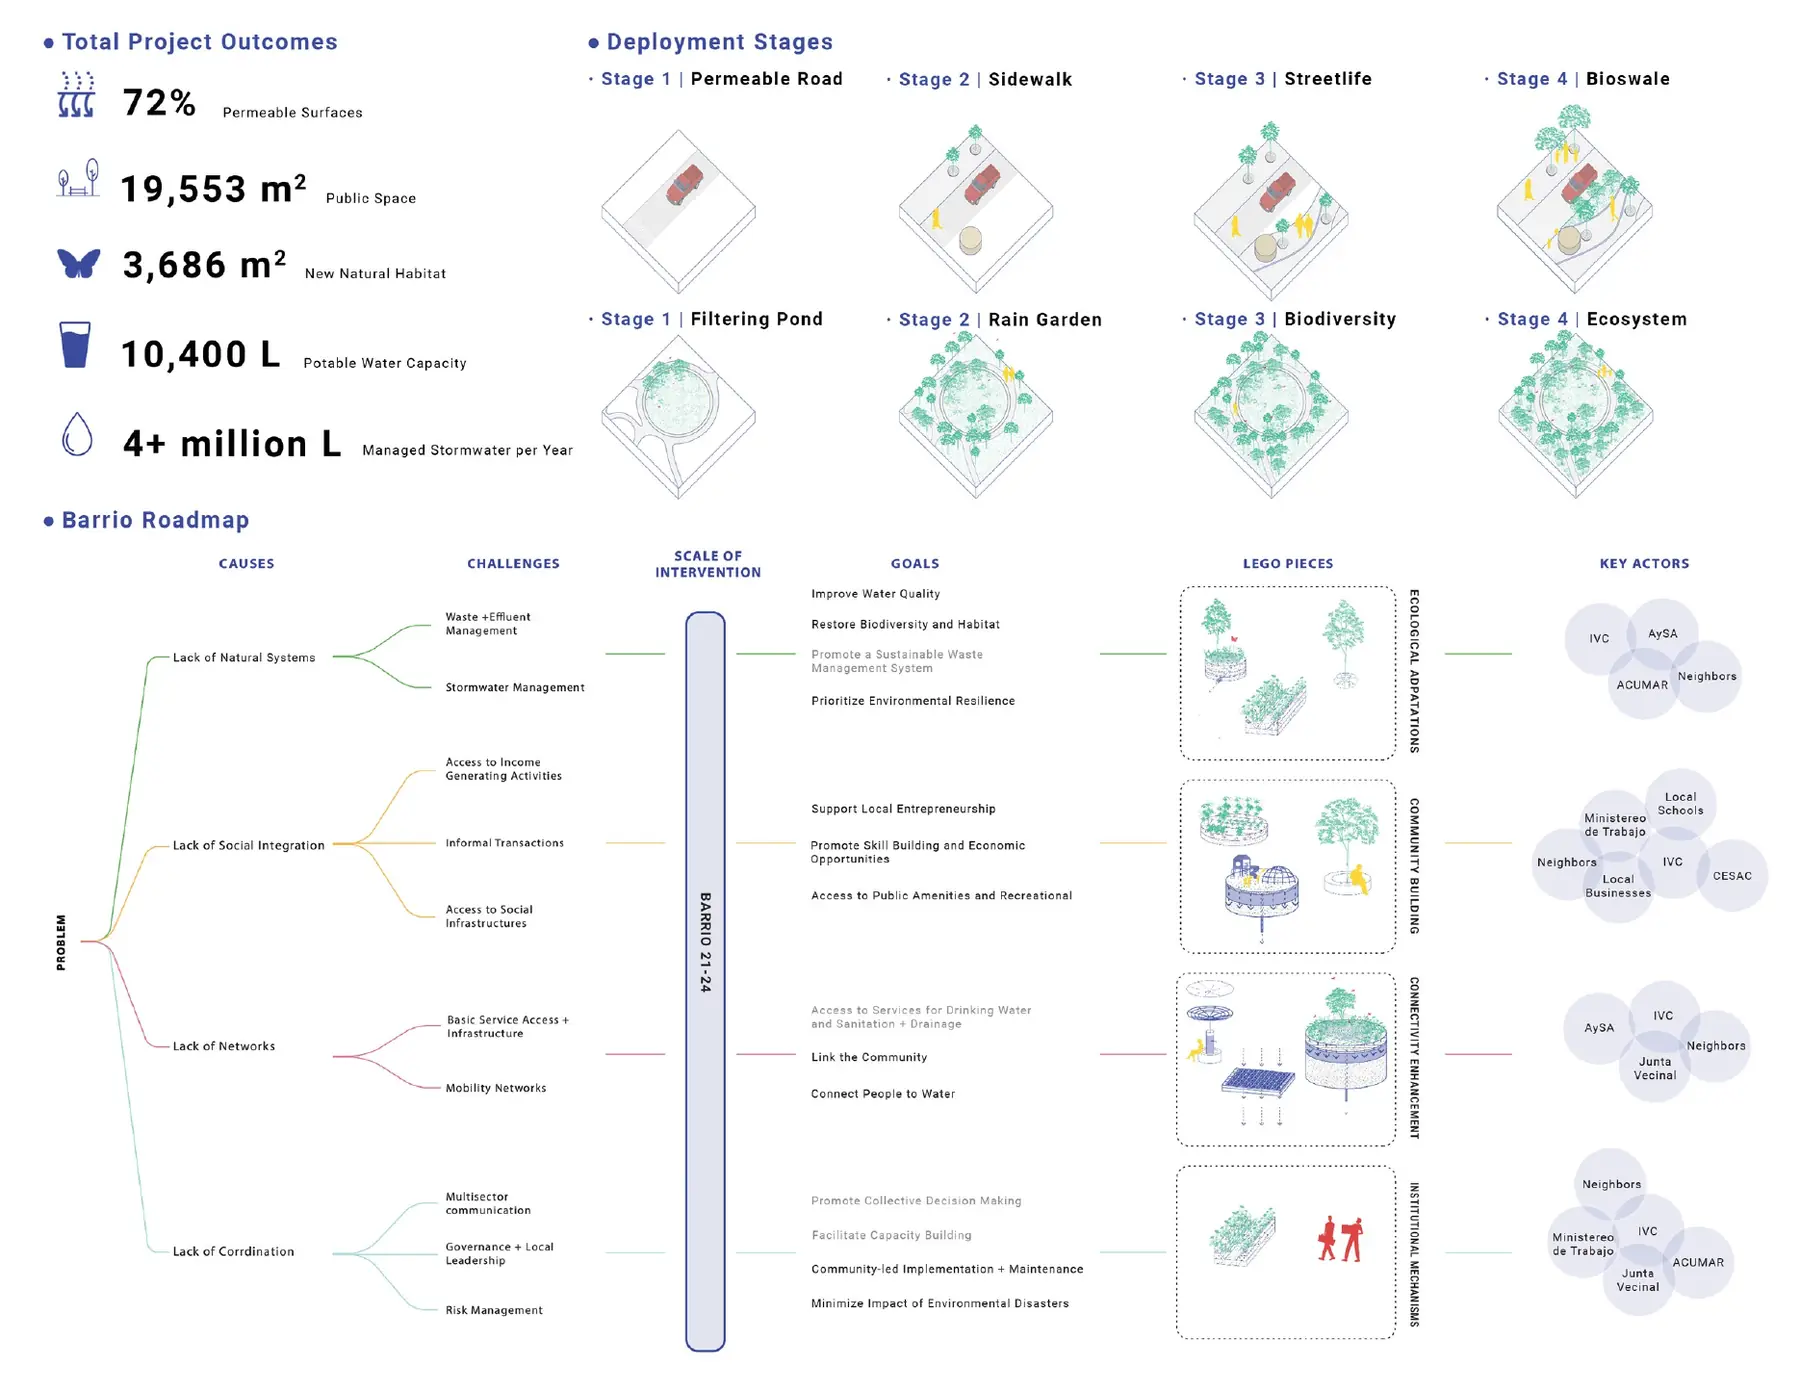 Total Project Outcomes
72% Permeable Surfaces
19,553 m² Public Space
3,686 m² New Natural Habitat
10,400 L Potable Water Capacity
4+ million L Managed Stormwater per Year
Deployment Stages
· Stage 1 | Permeable Road
· Stage 2 | Sidewalk
· Stage 3 | Streetlife
· Stage 4 | Bioswale
· Stage 1 | Filtering Pond
· Stage 2 | Rain Garden
· Stage 3 | Biodiversity
· Stage 4 | Ecosystem
Barrio Roadmap
CAUSES
CHALLENGES
SCALE OF
INTERVENTION
GOALS
LEGO PIECES
KEY ACTORS
PROBLEM
Lack of Natural Systems
Waste +Effluent
Management
Stormwater Management
Improve Water Quality
Restore Biodiversity and Habitat
Promote a Sustainable Waste
Management System
Prioritize Environmental Resilience
ECOLOGICAL ADPATATIONS
IVC
AySA
ACUMAR
Neighbors
Lack of Social Integration
Access to Income
Generating Activities
Informal Transactions
Access to Social
Infrastructures
BARRIO 21-24
Support Local Entrepreneurship
Promote Skill Building and Economic
Opportunities
Access to Public Amenities and Recreational
COMMUNITY BUILDING
Local
Schools
Ministereo
de Trabajo
Neighbors
IVC
Local
Businesses
CESAC
Lack of Networks
Basic Service Access +
Infrastructure
Mobility Networks
Access to Services for Drinking Water
and Sanitation + Drainage
Link the Community
Connect People to Water
CONNECTIVITY ENHANCEMENT
AySA
IVC
Neighbors
Junta
Vecinal
Lack of Corrdination
Multisector
communication
Governance + Local
Leadership
Risk Management
Promote Collective Decision Making
Facilitate Capacity Building
Community-led Implementation + Maintenance
Minimize Impact of Environmental Disasters
INSTITUTIONAL MECHANISMS
Neighbors
IVC
Ministereo
de Trabajo
ACUMAR
Junta
Vecinal